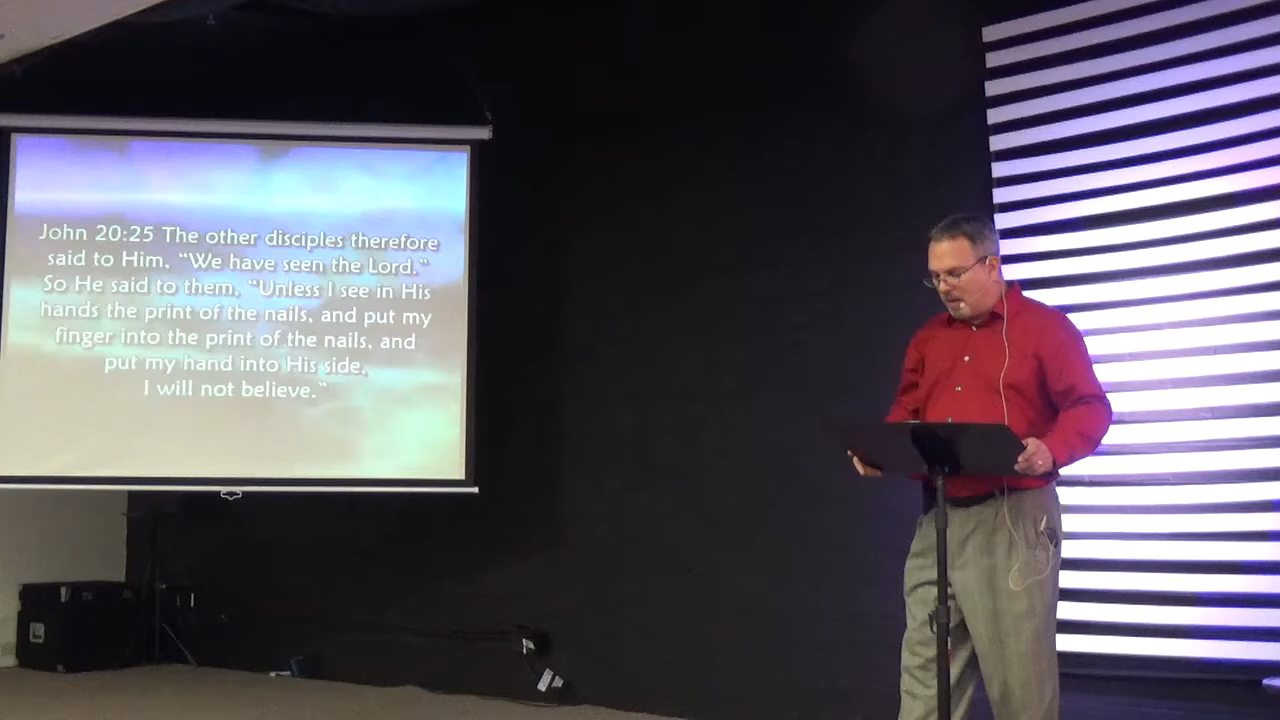 John 20:25 The other disciples therefore
said to Him, “We have seen the Lord.”
So He said to them, “Unless I see in His
hands the print of the nails, and put my
finger into the print of the nails, and
put my hand into His side,
I will not believe.”